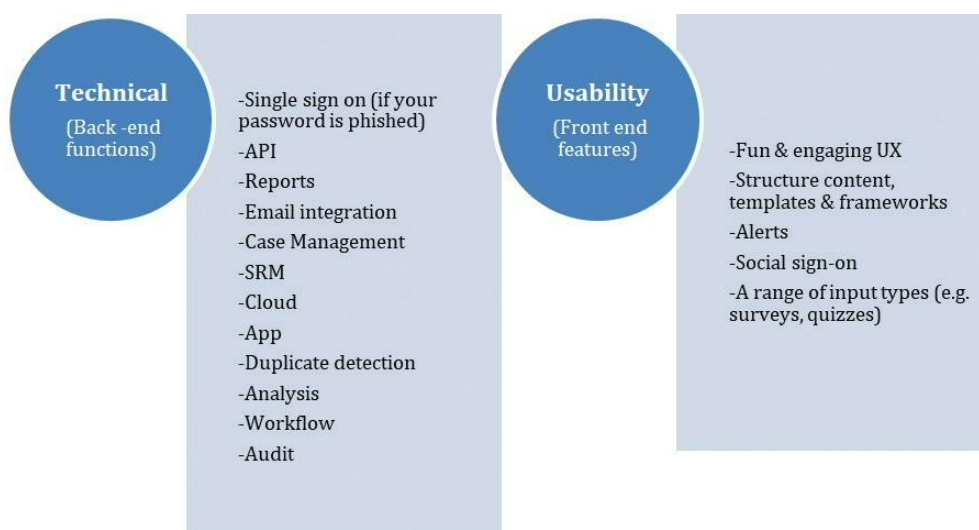 Technical
(Back -end
functions)
-Single sign on (if your
password is phished)
-API
-Reports
-Email integration
-Case Management
-SRM
-Cloud
-App
-Duplicate detection
-Analysis
-Workflow
-Audit
Usability
(Front end
features)
-Fun & engaging UX
-Structure content,
templates & frameworks
-Alerts
-Social sign-on
-A range of input types (e.g.
surveys, quizzes)